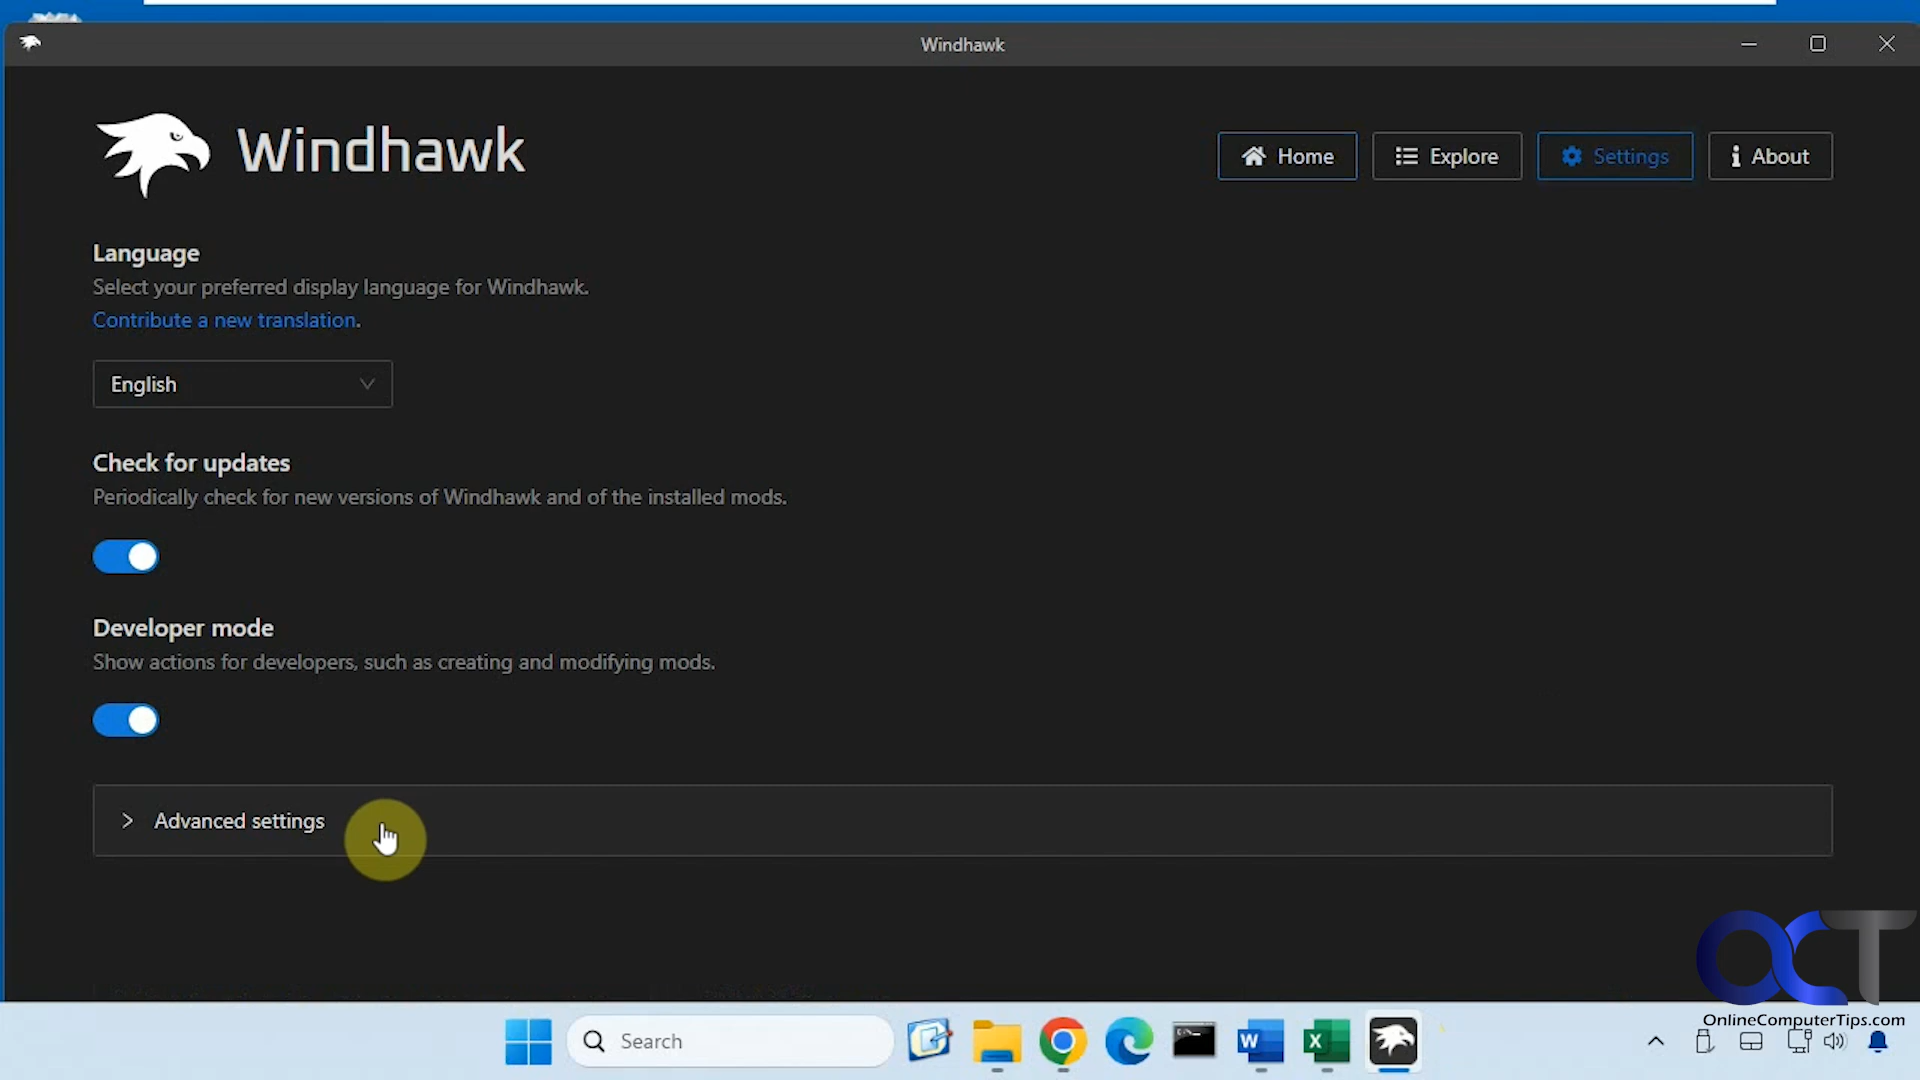 Windhawk
Windhawk
Home
Explore
Settings
About
Language
Select your preferred display language for Windhawk.
Contribute a new translation.
English
Check for updates
Periodically check for new versions of Windhawk and of the installed mods.
Developer mode
Show actions for developers, such as creating and modifying mods.
Advanced settings
OCT
OnlineComputerTips.com
Search